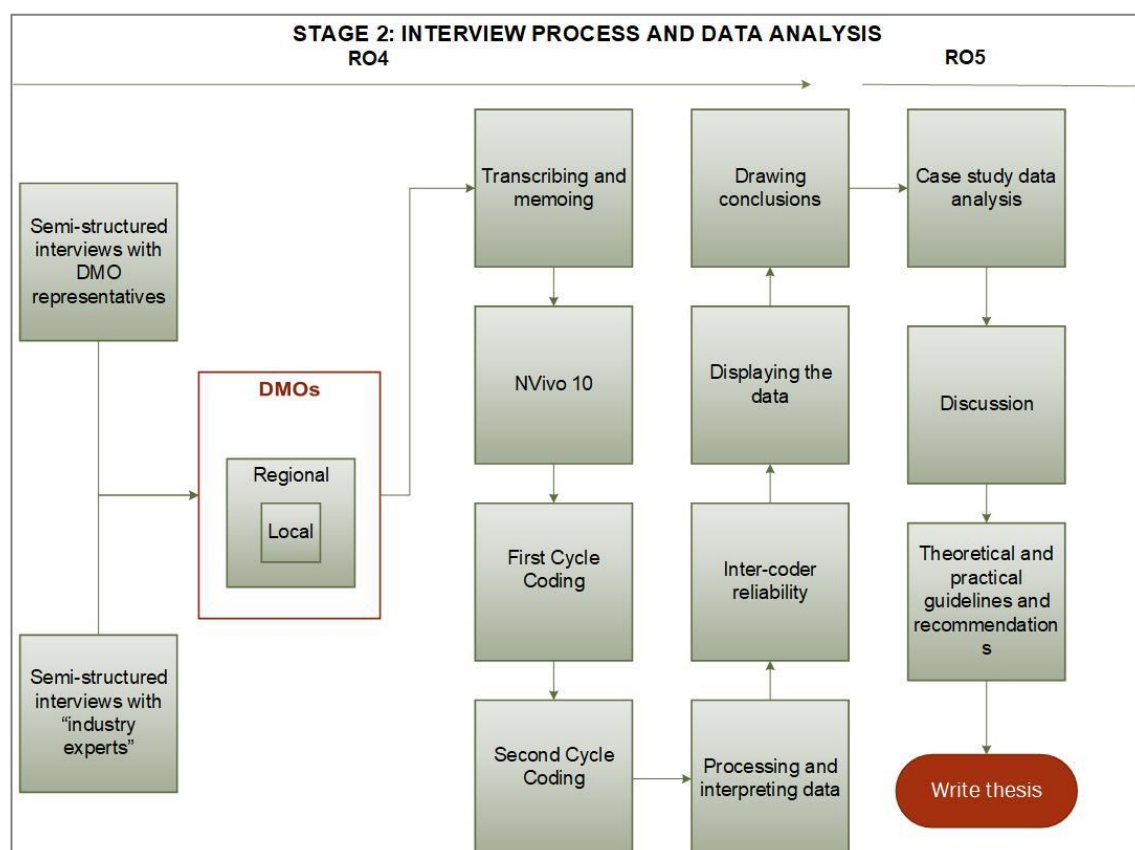 STAGE 2: INTERVIEW PROCESS AND DATA ANALYSIS
RO4
RO5
Semi-structured
interviews with
DMO
representatives
Semi-structured
interviews with
“industry
experts”
DMOs
Regional
Local
Transcribing and
memoing
NVivo 10
First Cycle
Coding
Second Cycle
Coding
Processing and
interpreting data
Inter-coder
reliability
Displaying the
data
Drawing
conclusions
Case study data
analysis
Discussion
Theoretical and
practical
guidelines and
recommendation
s
Write thesis